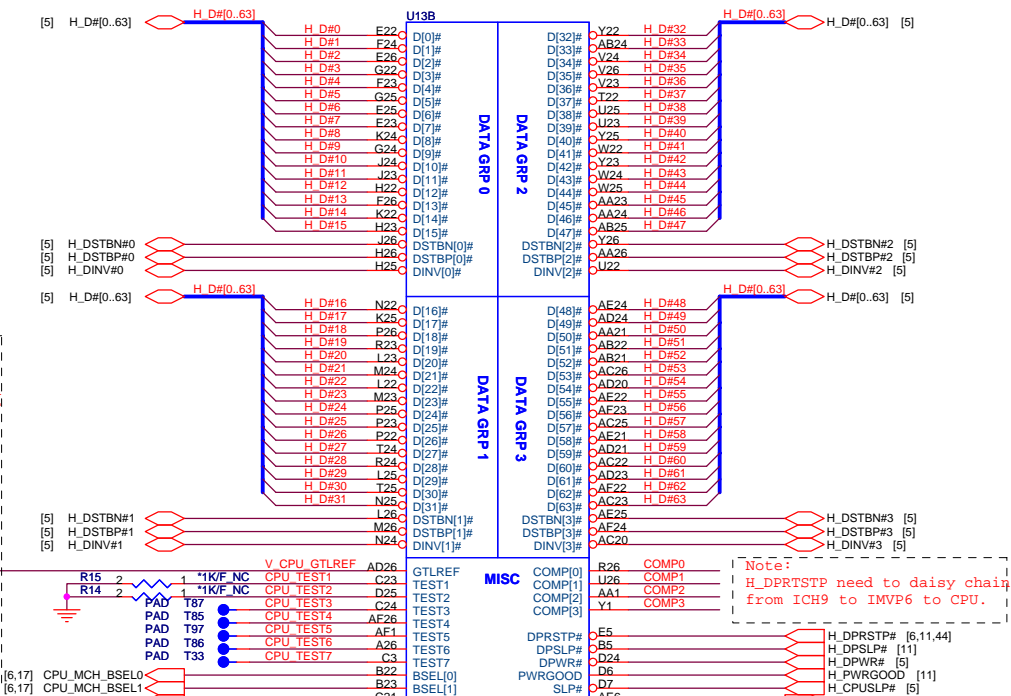 U13B
[5] H_D#[0..63] H_D#[0..63] H_D#[0..63] H_D#[0..63] [5]
H_D#0 E22 D[0]# D[32]# Y22 H_D#32
H_D#1 F24 D[1]# D[33]# AB24 H_D#33
H_D#2 E26 D[2]# D[34]# V24 H_D#34
H_D#3 G22 D[3]# D[35]# V26 H_D#35
H_D#4 F23 D[4]# D[36]# V23 H_D#36
H_D#5 G25 D[5]# D[37]# T22 H_D#37
H_D#6 E25 D[6]# D[38]# U25 H_D#38
H_D#7 E23 D[7]# D[39]# U23 H_D#39
H_D#8 K24 D[8]# D[40]# Y25 H_D#40
H_D#9 G24 D[9]# D[41]# W22 H_D#41
H_D#10 J24 D[10]# D[42]# Y23 H_D#42
H_D#11 J23 D[11]# D[43]# W24 H_D#43
H_D#12 H22 D[12]# D[44]# W25 H_D#44
H_D#13 F26 D[13]# D[45]# AA23 H_D#45
H_D#14 K22 D[14]# D[46]# AA24 H_D#46
H_D#15 H23 D[15]# D[47]# AB25 H_D#47
DATA GRP 0
DATA GRP 2
[5] H_DSTBN#0 J26 DSTBN[0]# DSTBN[2]# Y26 H_DSTBN#2 [5]
[5] H_DSTBP#0 H26 DSTBP[0]# DSTBP[2]# AA26 H_DSTBP#2 [5]
[5] H_DINV#0 H25 DINV[0]# DINV[2]# U22 H_DINV#2 [5]
[5] H_D#[0..63] H_D#[0..63] H_D#[0..63] H_D#[0..63] [5]
H_D#16 N22 D[16]# D[48]# AE24 H_D#48
H_D#17 K25 D[17]# D[49]# AD24 H_D#49
H_D#18 P26 D[18]# D[50]# AA21 H_D#50
H_D#19 R23 D[19]# D[51]# AB22 H_D#51
H_D#20 L23 D[20]# D[52]# AB21 H_D#52
H_D#21 M24 D[21]# D[53]# AC26 H_D#53
H_D#22 L22 D[22]# D[54]# AD20 H_D#54
H_D#23 M23 D[23]# D[55]# AE22 H_D#55
H_D#24 P25 D[24]# D[56]# AF23 H_D#56
H_D#25 P23 D[25]# D[57]# AC25 H_D#57
H_D#26 P22 D[26]# D[58]# AE21 H_D#58
H_D#27 T24 D[27]# D[59]# AD21 H_D#59
H_D#28 R24 D[28]# D[60]# AC22 H_D#60
H_D#29 L25 D[29]# D[61]# AD23 H_D#61
H_D#30 T25 D[30]# D[62]# AF22 H_D#62
H_D#31 N25 D[31]# D[63]# AC23 H_D#63
DATA GRP 1
DATA GRP 3
[5] H_DSTBN#1 L26 DSTBN[1]# DSTBN[3]# AE25 H_DSTBN#3 [5]
[5] H_DSTBP#1 M26 DSTBP[1]# DSTBP[3]# AF24 H_DSTBP#3 [5]
[5] H_DINV#1 N24 DINV[1]# DINV[3]# AC20 H_DINV#3 [5]
MISC
V_CPU_GTLREF AD26 GTLREF COMP[0] R26 COMP0
R15 2 1 *1K/F_NC CPU_TEST1 C23 TEST1 COMP[1] U26 COMP1
R14 2 1 *1K/F_NC CPU_TEST2 D25 TEST2 COMP[2] AA1 COMP2
PAD T87 CPU_TEST3 C24 TEST3 COMP[3] Y1 COMP3
PAD T85 CPU_TEST4 AF26 TEST4
PAD T97 CPU_TEST5 AF1 TEST5 DPRSTP# E5 H_DPRSTP# [6,11,44]
PAD T86 CPU_TEST6 A26 TEST6 DPSLP# B5 H_DPSLP# [11]
PAD T33 CPU_TEST7 C3 TEST7 DPWR# D24 H_DPWR# [5]
[6,17] CPU_MCH_BSEL0 B22 BSEL[0] PWRGOOD D6 H_PWRGOOD [11]
[6,17] CPU_MCH_BSEL1 B23 BSEL[1] SLP# D7 H_CPUSLP# [5]
Note:
H_DPRTSTP need to daisy chain
from ICH9 to IMVP6 to CPU.